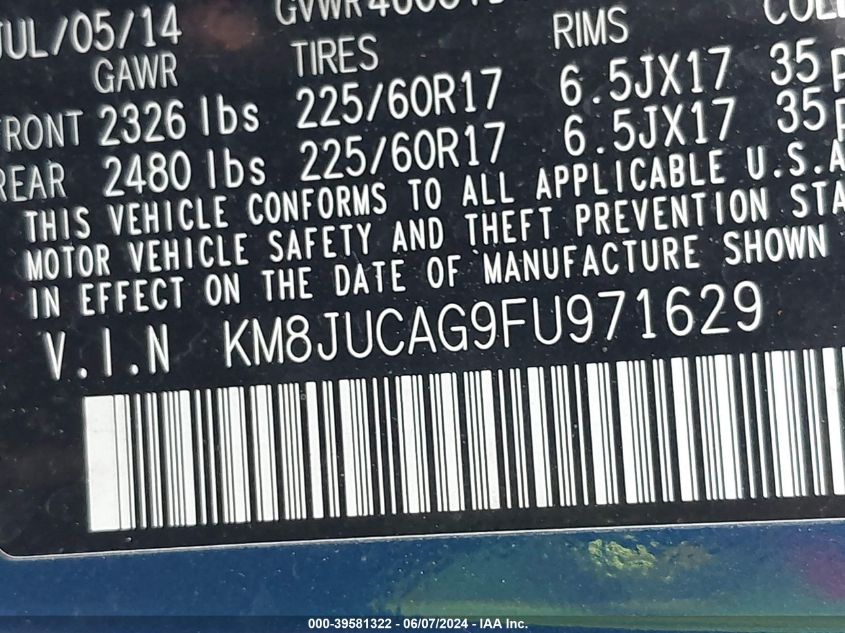 JUL/05/14
GAWR TIRES RIMS
FRONT 2326 lbs 225/60R17 6.5JX17 35
REAR 2480 lbs 225/60R17 6.5JX17 35
THIS VEHICLE CONFORMS TO ALL APPLICABLE U.S.A
MOTOR VEHICLE SAFETY AND THEFT PREVENTION STA
IN EFFECT ON THE DATE OF MANUFACTURE SHOWN
V.I.N KM8JUCAG9FU971629
000-39581322 - 06/07/2024 - IAA Inc.